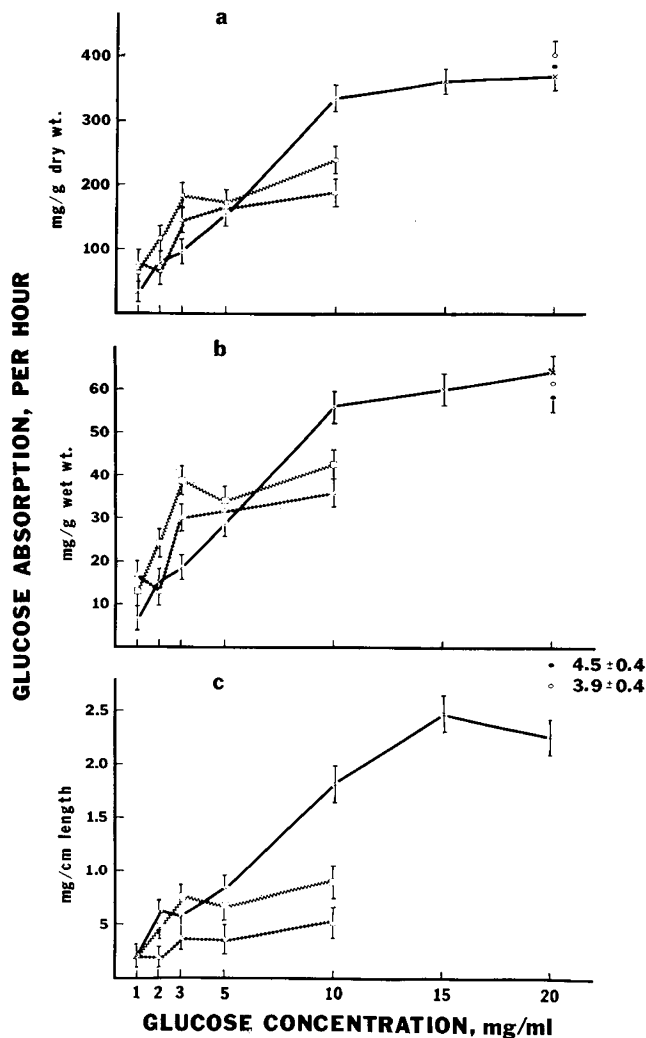 a
400
300
200
100
mg/g dry wt.
b
60
50
40
30
20
10
mg/g wet wt.
GLUCOSE ABSORPTION, PER HOUR
4.5 ±0.4
3.9 ±0.4
c
2.5
2.0
1.5
1.0
5
mg/cm length
1 2 3 5 10 15 20
GLUCOSE CONCENTRATION, mg/ml